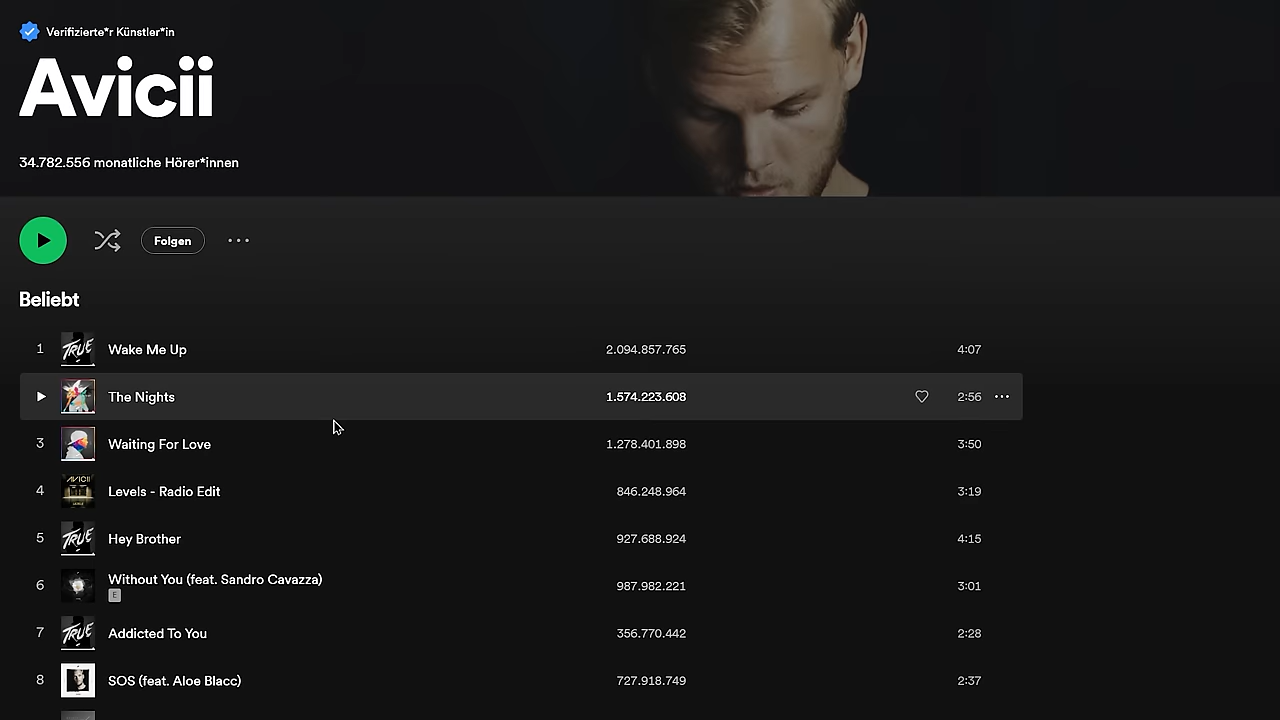 Verifizierte*r Künstler*in
Avicii
34.782.556 monatliche Hörer*innen
Folgen
Beliebt
1 TRUE Wake Me Up 2.094.857.765 4:07
The Nights 1.574.223.608 2:56
3 Waiting For Love 1.278.401.898 3:50
4 AVICII Levels - Radio Edit 846.248.964 3:19
5 TRUE Hey Brother 927.688.924 4:15
6 Without You (feat. Sandro Cavazza) 987.982.221 3:01
E
7 TRUE Addicted To You 356.770.442 2:28
8 SOS (feat. Aloe Blacc) 727.918.749 2:37